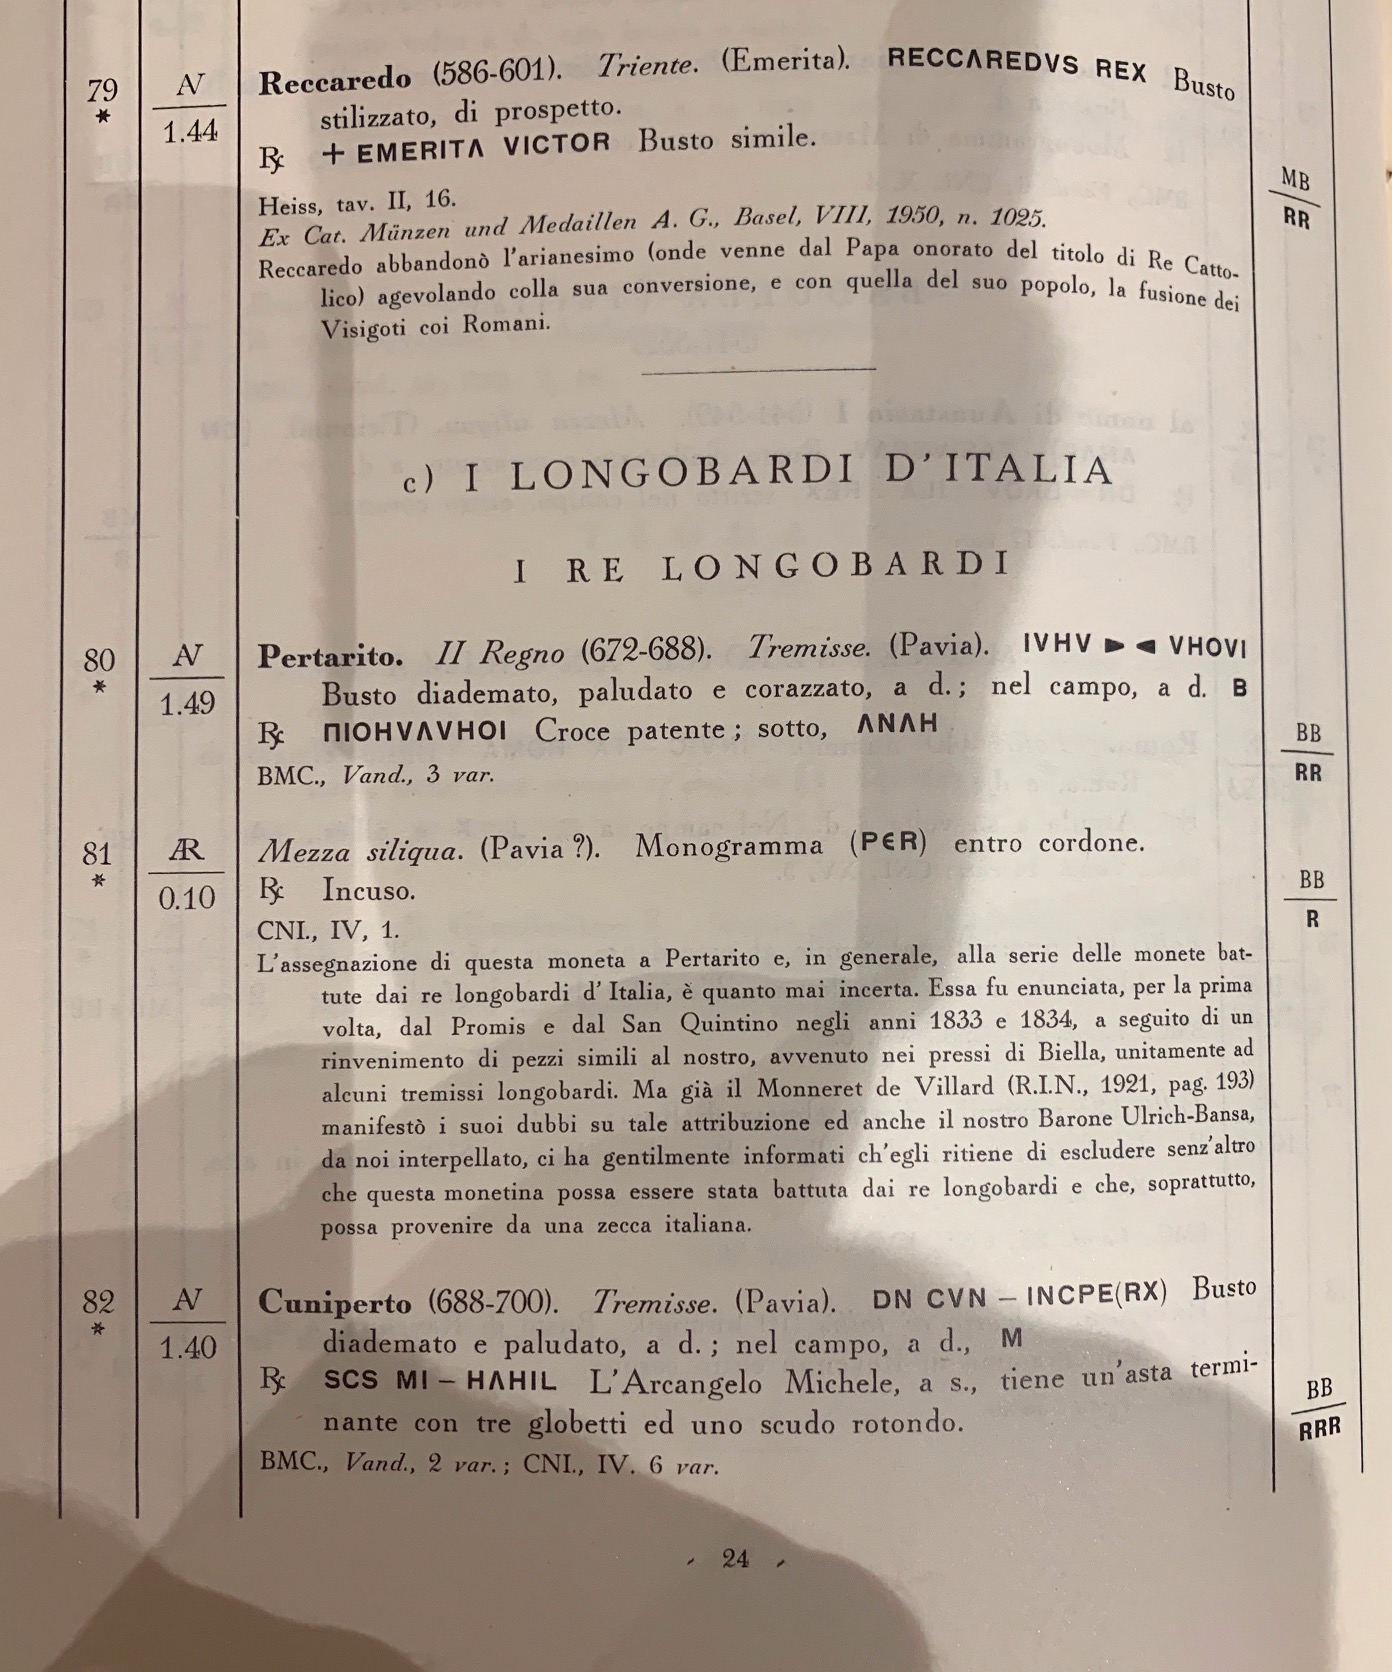 79 AV Reccaredo (586-601). Triente. (Emerita). RECCΛREDVS REX Busto
* 1.44 stilizzato, di prospetto.
℞ + EMERITΛ VICTOR Busto simile.
MB
RR
Heiss, tav. II, 16.
Ex Cat. Münzen und Medaillen A. G., Basel, VIII, 1950, n. 1025.
Reccaredo abbandonò l'arianesimo (onde venne dal Papa onorato del titolo di Re Catto-
lico) agevolando colla sua conversione, e con quella del suo popolo, la fusione dei
Visigoti coi Romani.
c) I LONGOBARDI D'ITALIA
I RE LONGOBARDI
80 AV Pertarito. II Regno (672-688). Tremisse. (Pavia). IVHV ► ◄ VHOVI
* 1.49 Busto diademato, paludato e corazzato, a d.; nel campo, a d. B
℞ ΠIOHVΛVHOI Croce patente; sotto, ΛNΛH
BB
RR
BMC., Vand., 3 var.
81 ÆR Mezza siliqua. (Pavia ?). Monogramma (PЄR) entro cordone.
* 0.10 ℞ Incuso.
BB
R
CNI., IV, 1.
L'assegnazione di questa moneta a Pertarito e, in generale, alla serie delle monete bat-
tute dai re longobardi d'Italia, è quanto mai incerta. Essa fu enunciata, per la prima
volta, dal Promis e dal San Quintino negli anni 1833 e 1834, a seguito di un
rinvenimento di pezzi simili al nostro, avvenuto nei pressi di Biella, unitamente ad
alcuni tremissi longobardi. Ma già il Monneret de Villard (R.I.N., 1921, pag. 193)
manifestò i suoi dubbi su tale attribuzione ed anche il nostro Barone Ulrich-Bansa,
da noi interpellato, ci ha gentilmente informati ch'egli ritiene di escludere senz'altro
che questa monetina possa essere stata battuta dai re longobardi e che, soprattutto,
possa provenire da una zecca italiana.
82 AV Cuniperto (688-700). Tremisse. (Pavia). DN CVN – INCPE(RX) Busto
* 1.40 diademato e paludato, a d.; nel campo, a d., M
℞ SCS MI – HΛHIL L'Arcangelo Michele, a s., tiene un'asta termi-
nante con tre globetti ed uno scudo rotondo.
BB
RRR
BMC., Vand., 2 var.; CNI., IV. 6 var.
24